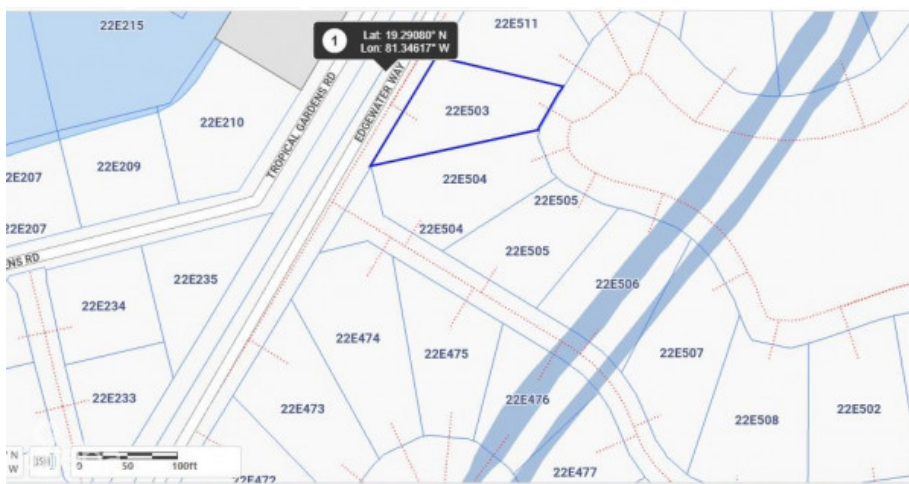 22E215
22E511
1
Lat: 19.29080° N
Lon: 81.34617° W
TROPICAL GARDENS RD
EDGEWATER WAY
22E503
22E210
22E209
22E207
22E504
22E505
22E207
22E504
22E505
NS RD
22E235
22E506
22E234
22E474
22E475
22E507
22E233
22E473
22E476
22E508
22E502
22E472
22E477
° N
W
0 50 100ft